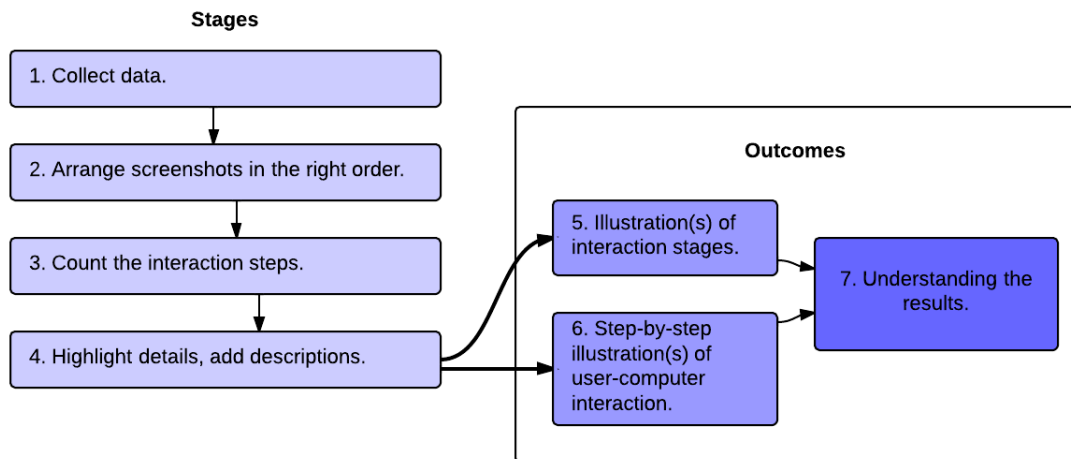 Stages
1. Collect data.
2. Arrange screenshots in the right order.
3. Count the interaction steps.
4. Highlight details, add descriptions.
Outcomes
5. Illustration(s) of
interaction stages.
6. Step-by-step
illustration(s) of
user-computer
interaction.
7. Understanding the
results.